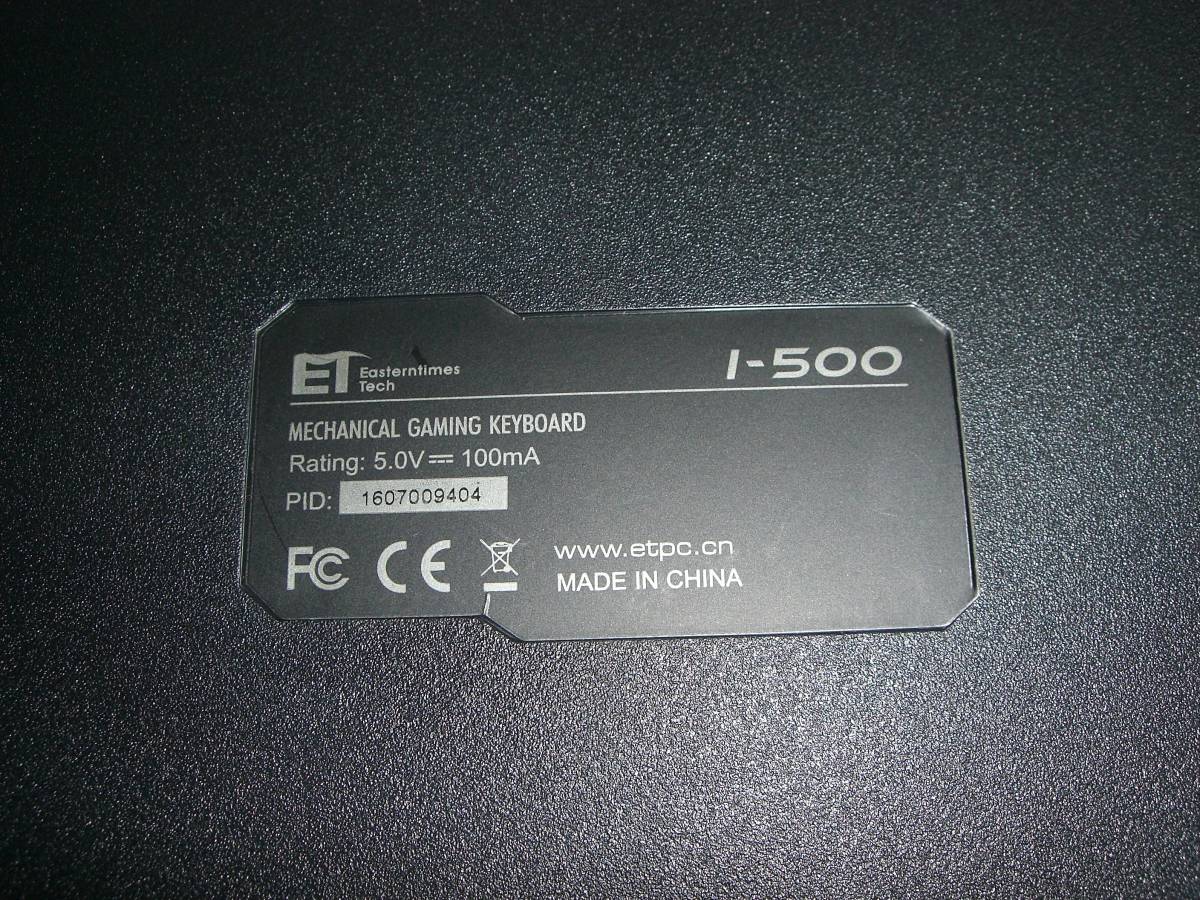 ET Easterntimes
Tech
I-500
MECHANICAL GAMING KEYBOARD
Rating: 5.0V⎓100mA
PID: 1607009404
FC CE
www.etpc.cn
MADE IN CHINA